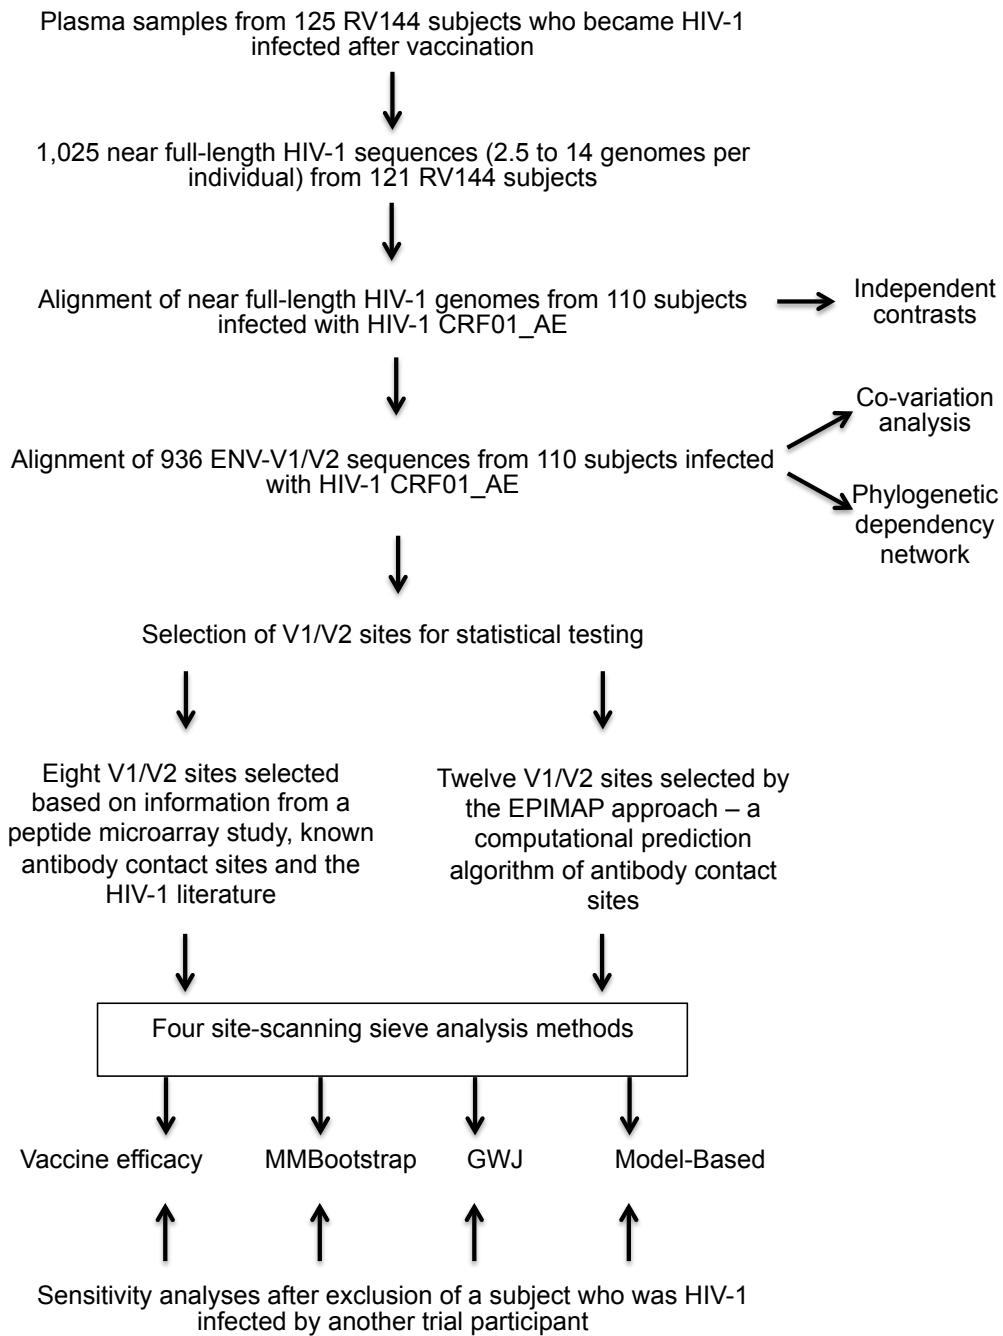 Plasma samples from 125 RV144 subjects who became HIV-1
infected after vaccination
1,025 near full-length HIV-1 sequences (2.5 to 14 genomes per
individual) from 121 RV144 subjects
Alignment of near full-length HIV-1 genomes from 110 subjects
infected with HIV-1 CRF01_AE
Independent
contrasts
Co-variation
analysis
Alignment of 936 ENV-V1/V2 sequences from 110 subjects infected
with HIV-1 CRF01_AE
Phylogenetic
dependency
network
Selection of V1/V2 sites for statistical testing
Eight V1/V2 sites selected
based on information from a
peptide microarray study, known
antibody contact sites and the
HIV-1 literature
Twelve V1/V2 sites selected by
the EPIMAP approach – a
computational prediction
algorithm of antibody contact
sites
Four site-scanning sieve analysis methods
Vaccine efficacy
MMBootstrap
GWJ
Model-Based
Sensitivity analyses after exclusion of a subject who was HIV-1
infected by another trial participant